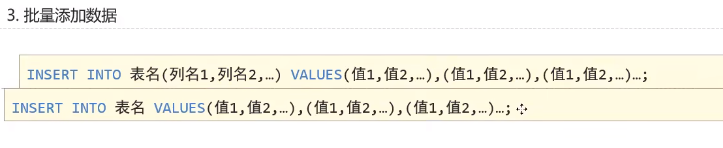 3. 批量添加数据
INSERT INTO 表名(列名1,列名2,…) VALUES(值1,值2,…),(值1,值2,…),(值1,值2,…)…;
INSERT INTO 表名 VALUES(值1,值2,…),(值1,值2,…),(值1,值2,…)…;